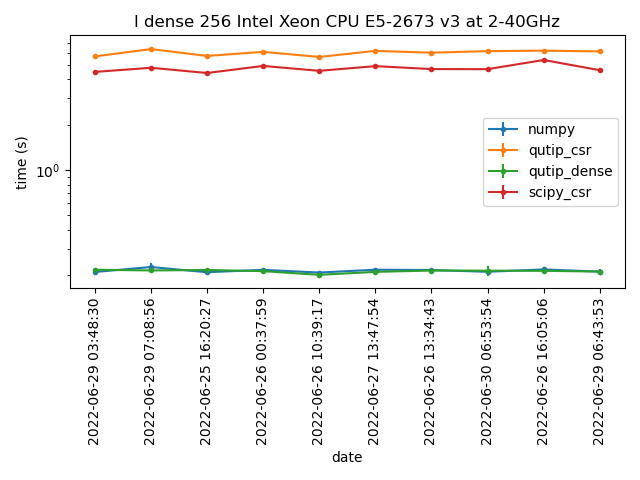 l dense 256 Intel Xeon CPU E5-2673 v3 at 2-40GHz
time (s)
10⁰
numpy
qutip_csr
qutip_dense
scipy_csr
2022-06-29 03:48:30
2022-06-29 07:08:56
2022-06-25 16:20:27
2022-06-26 00:37:59
2022-06-26 10:39:17
2022-06-27 13:47:54
2022-06-26 13:34:43
2022-06-30 06:53:54
2022-06-26 16:05:06
2022-06-29 06:43:53
date